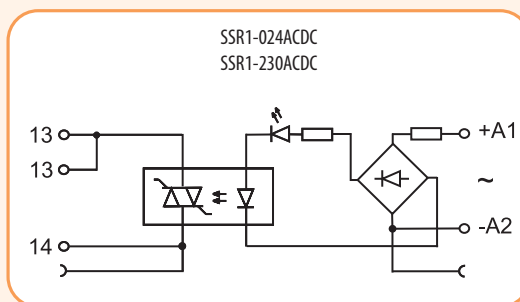 SSR1-024ACDC
SSR1-230ACDC
13
13
14
+A1
~
-A2